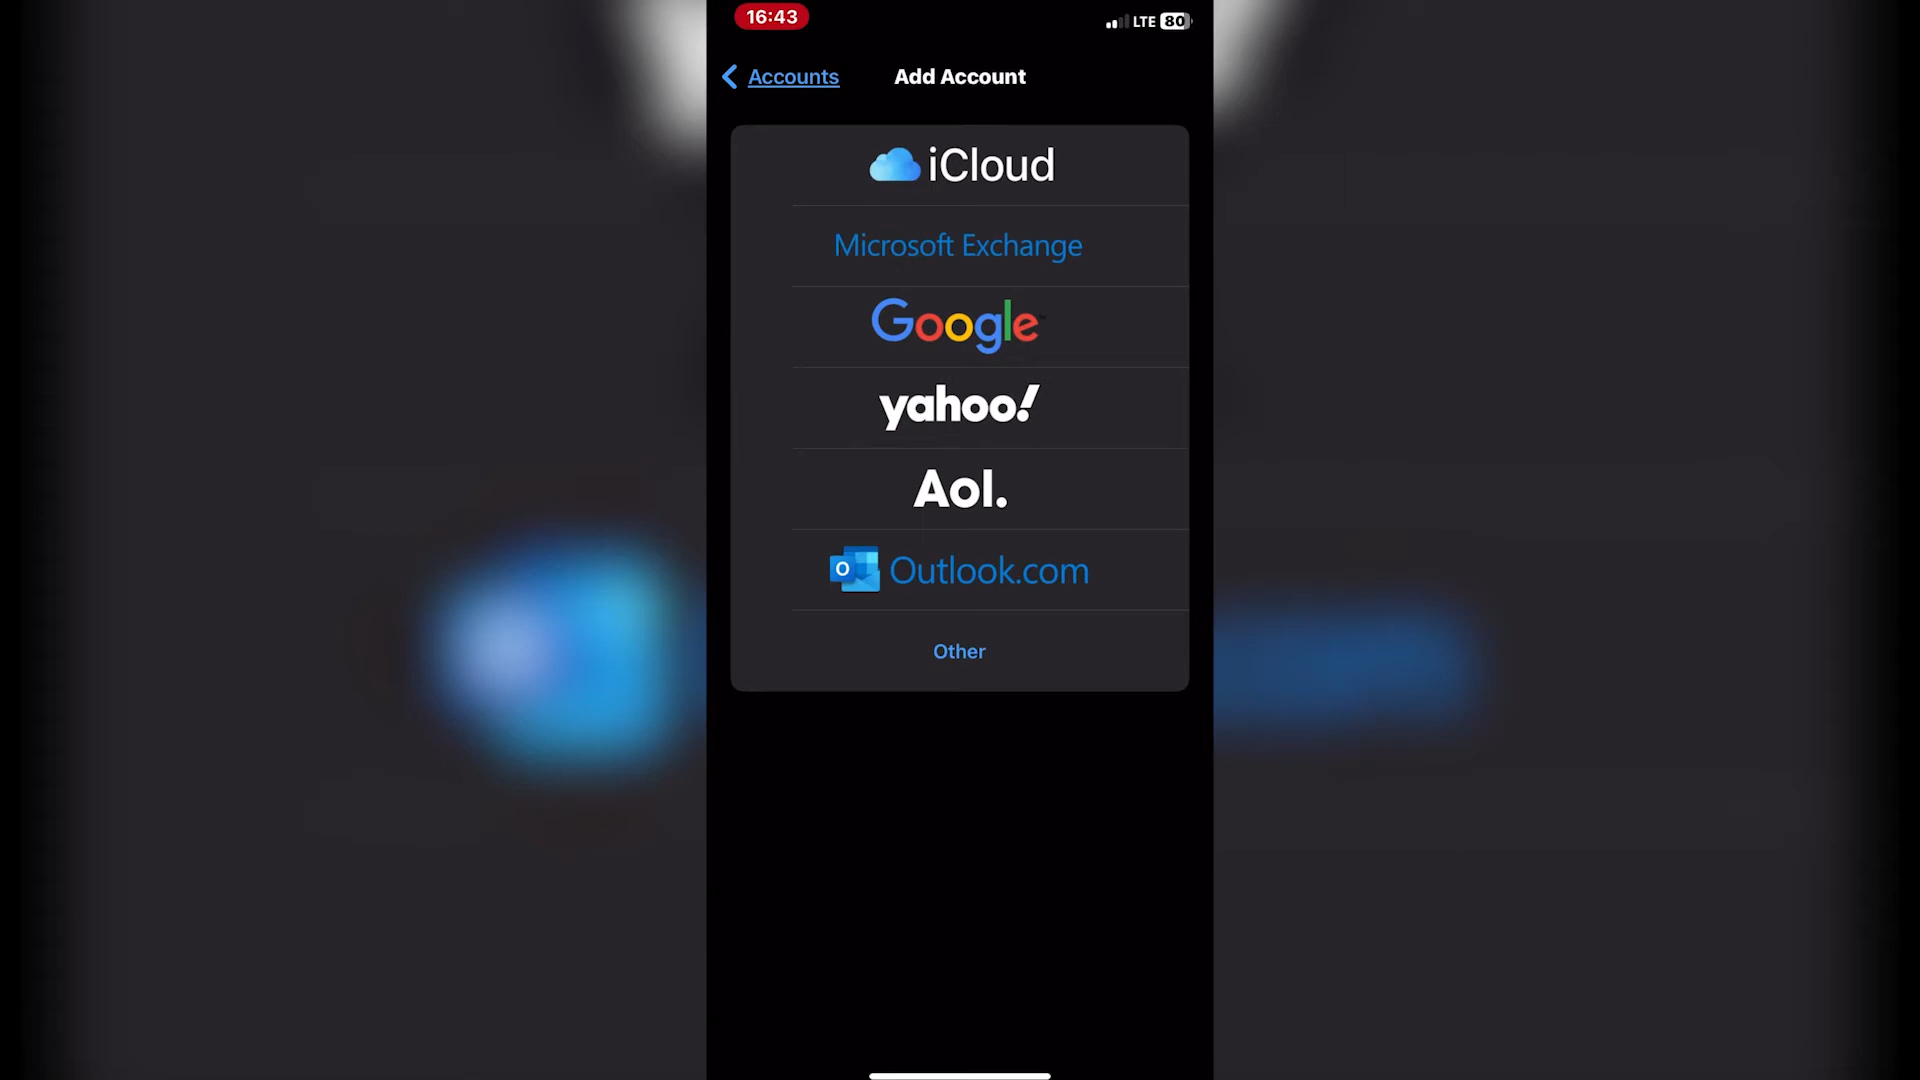 16:43
LTE 80
Accounts
Add Account
iCloud
Microsoft Exchange
Google
yahoo!
Aol.
O Outlook.com
Other